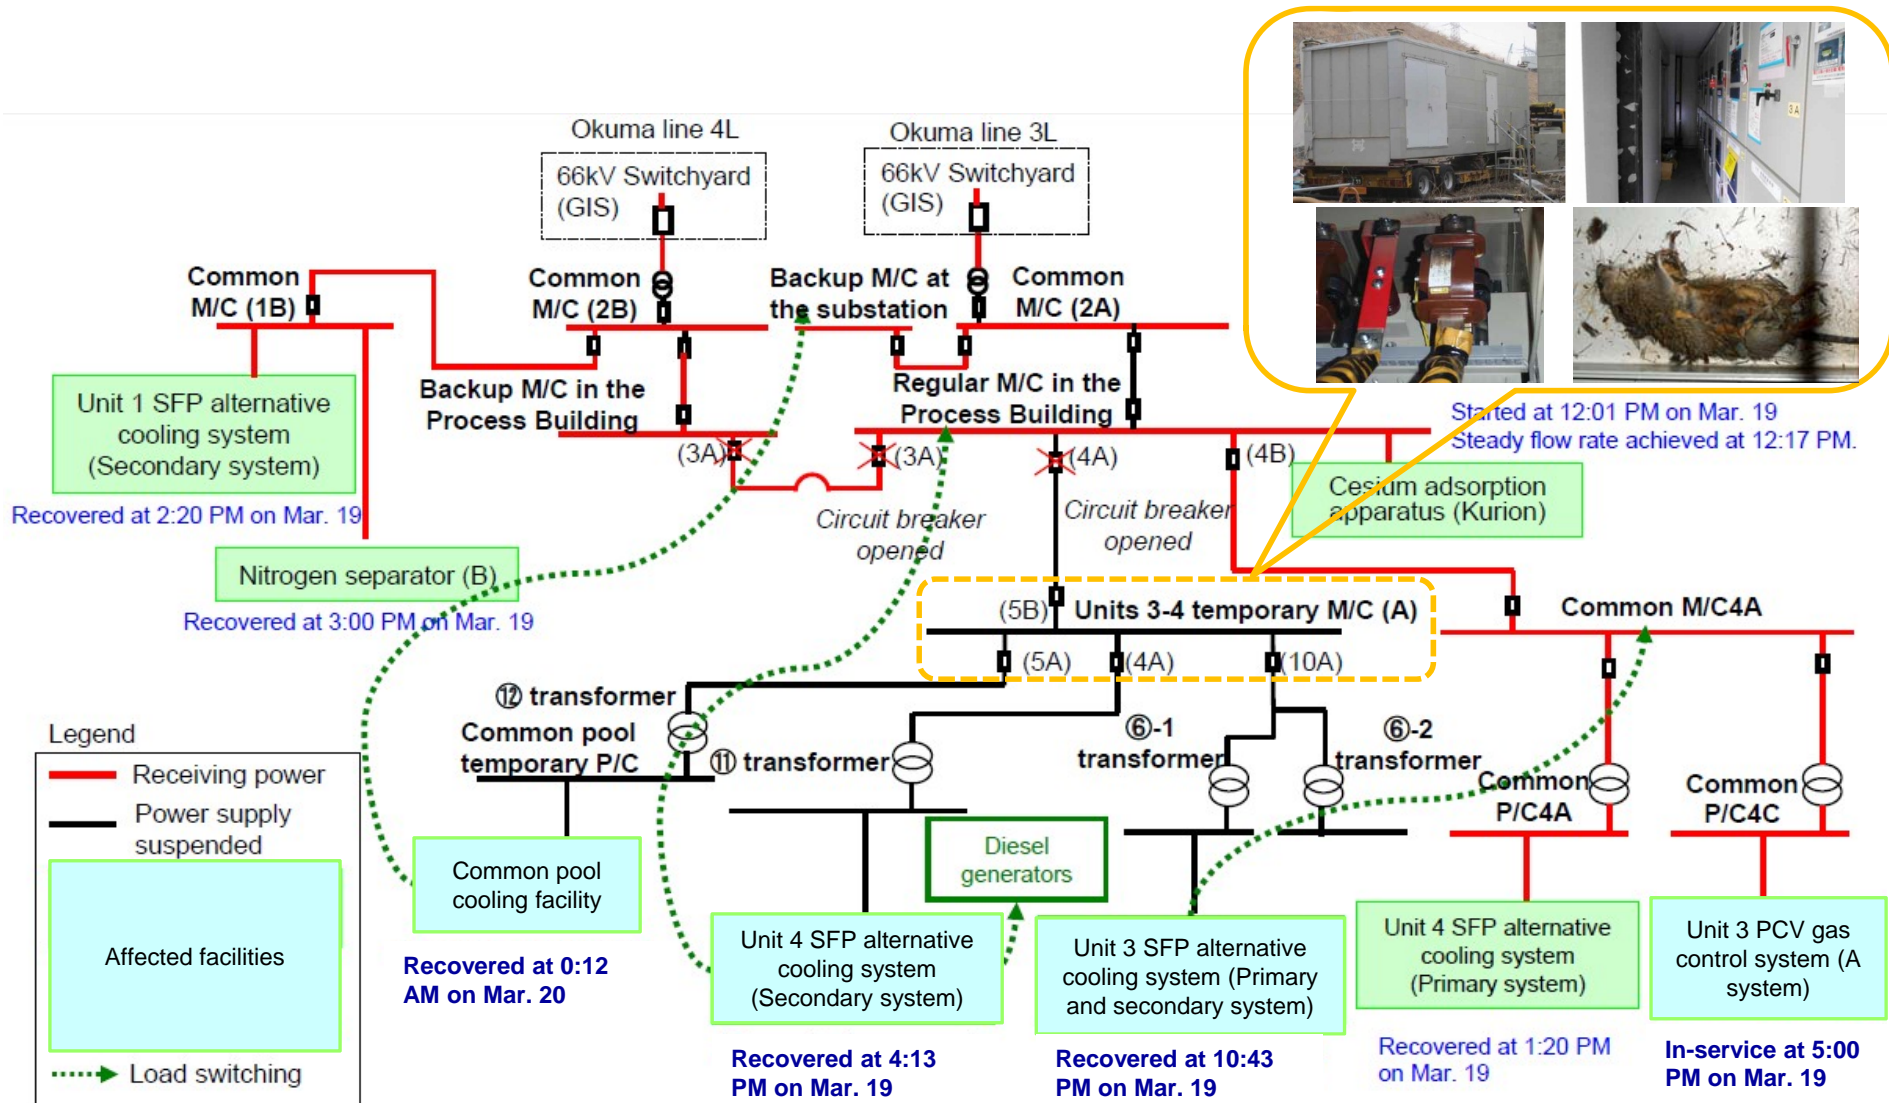 Okuma line 4L
Okuma line 3L
66kV Switchyard
(GIS)
66kV Switchyard
(GIS)
3A
Common
M/C (1B)
Common
M/C (2B)
Backup M/C at
the substation
Common
M/C (2A)
Unit 1 SFP alternative
cooling system
(Secondary system)
Backup M/C in the
Process Building
Regular M/C in the
Process Building
Started at 12:01 PM on Mar. 19
Steady flow rate achieved at 12:17 PM.
(3A)
(3A)
(4A)
(4B)
Cesium adsorption
apparatus (Kurion)
Recovered at 2:20 PM on Mar. 19
Circuit breaker
opened
Circuit breaker
opened
Nitrogen separator (B)
Recovered at 3:00 PM on Mar. 19
(5B)
Units 3-4 temporary M/C (A)
Common M/C4A
(5A)
(4A)
(10A)
⑫ transformer
Common pool
temporary P/C
⑪ transformer
⑥-1
transformer
⑥-2
transformer
Common
P/C4A
Common
P/C4C
Legend
Receiving power
Power supply
suspended
Affected facilities
Load switching
Common pool
cooling facility
Recovered at 0:12
AM on Mar. 20
Diesel
generators
Unit 4 SFP alternative
cooling system
(Secondary system)
Recovered at 4:13
PM on Mar. 19
Unit 3 SFP alternative
cooling system (Primary
and secondary system)
Recovered at 10:43
PM on Mar. 19
Unit 4 SFP alternative
cooling system
(Primary system)
Recovered at 1:20 PM
on Mar. 19
Unit 3 PCV gas
control system (A
system)
In-service at 5:00
PM on Mar. 19